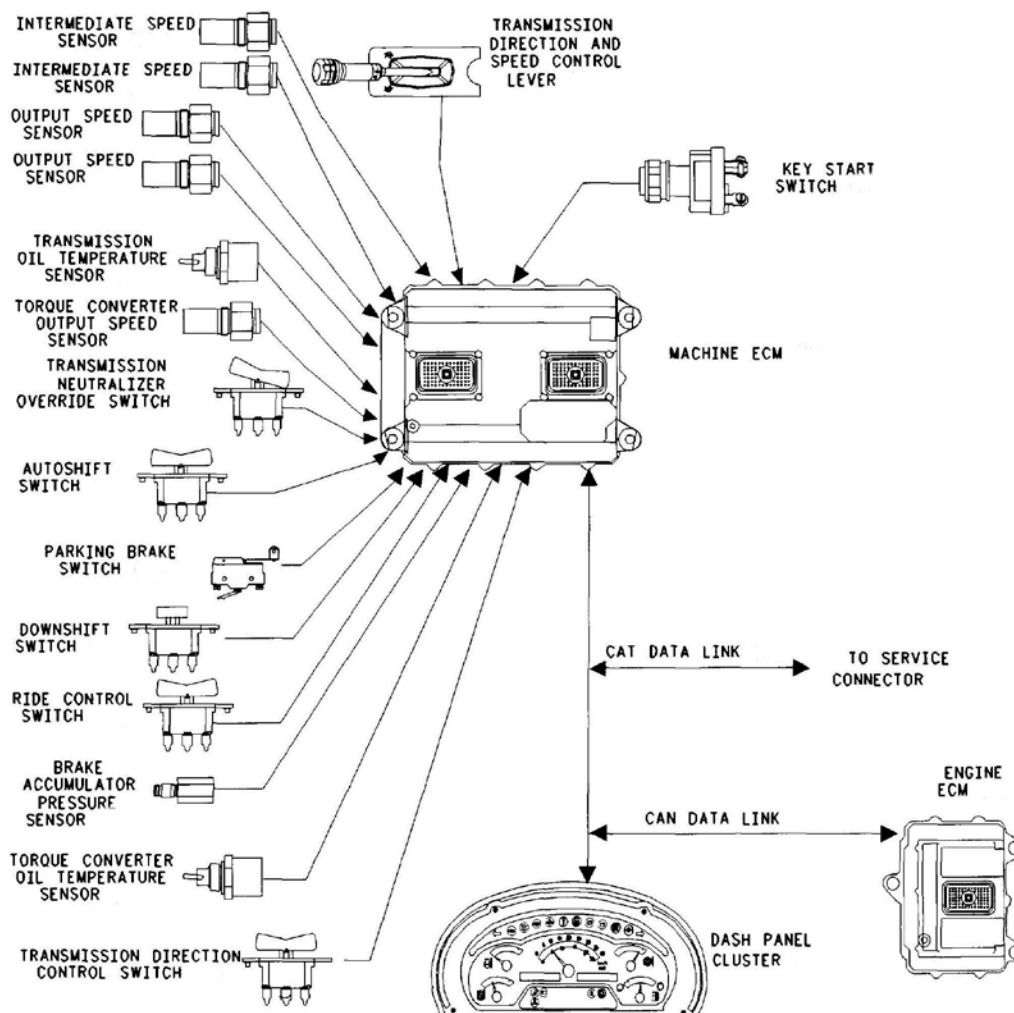 INTERMEDIATE SPEED
SENSOR
INTERMEDIATE SPEED
SENSOR
OUTPUT SPEED
SENSOR
OUTPUT SPEED
SENSOR
TRANSMISSION
OIL TEMPERATURE
SENSOR
TORQUE CONVERTER
OUTPUT SPEED
SENSOR
TRANSMISSION
NEUTRALIZER
OVERRIDE SWITCH
AUTOSHIFT
SWITCH
PARKING BRAKE
SWITCH
DOWNSHIFT
SWITCH
RIDE CONTROL
SWITCH
BRAKE
ACCUMULATOR
PRESSURE
SENSOR
TORQUE CONVERTER
OIL TEMPERATURE
SENSOR
TRANSMISSION DIRECTION
CONTROL SWITCH
TRANSMISSION
DIRECTION AND
SPEED CONTROL
LEVER
KEY START
SWITCH
MACHINE ECM
CAT DATA LINK
TO SERVICE
CONNECTOR
ENGINE
ECM
CAN DATA LINK
DASH PANEL
CLUSTER